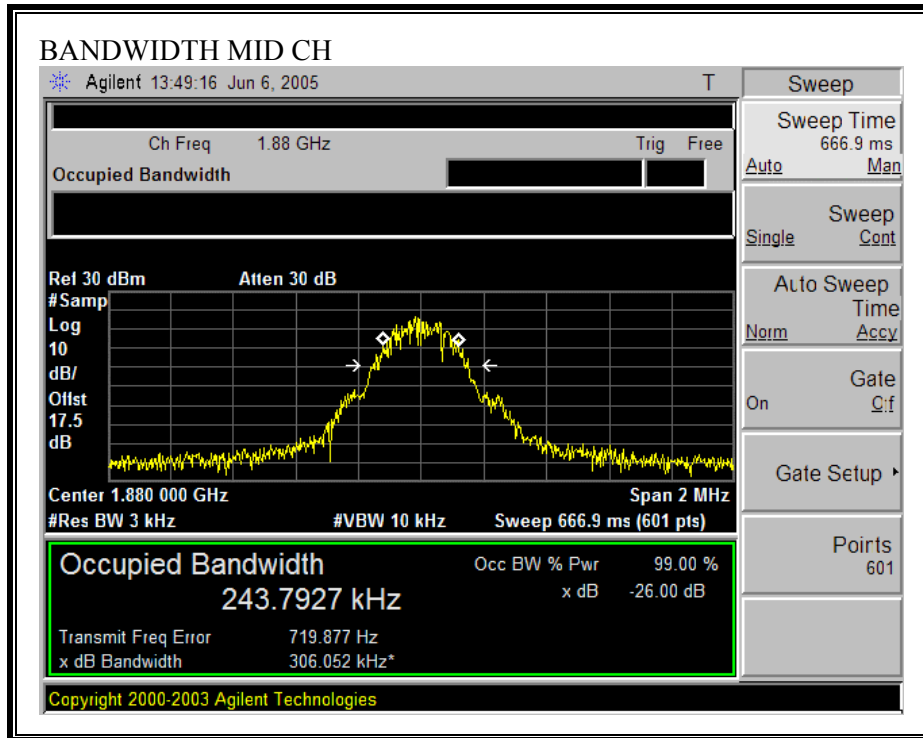 BANDWIDTH MID CH
Agilent 13:49:16 Jun 6, 2005 T
Ch Freq 1.88 GHz Trig Free
Occupied Bandwidth
Ref 30 dBm Atten 30 dB
#Samp
Log
10
dB/
Offst
17.5
dB
Center 1.880 000 GHz Span 2 MHz
#Res BW 3 kHz #VBW 10 kHz Sweep 666.9 ms (601 pts)
Occupied Bandwidth
243.7927 kHz
Occ BW % Pwr 99.00 %
x dB -26.00 dB
Transmit Freq Error 719.877 Hz
x dB Bandwidth 306.052 kHz*
Copyright 2000-2003 Agilent Technologies
Sweep
Sweep Time
666.9 ms
Auto Man
Sweep
Single Cont
Auto Sweep
Time
Norm Accy
Gate
On Off
Gate Setup
Points
601